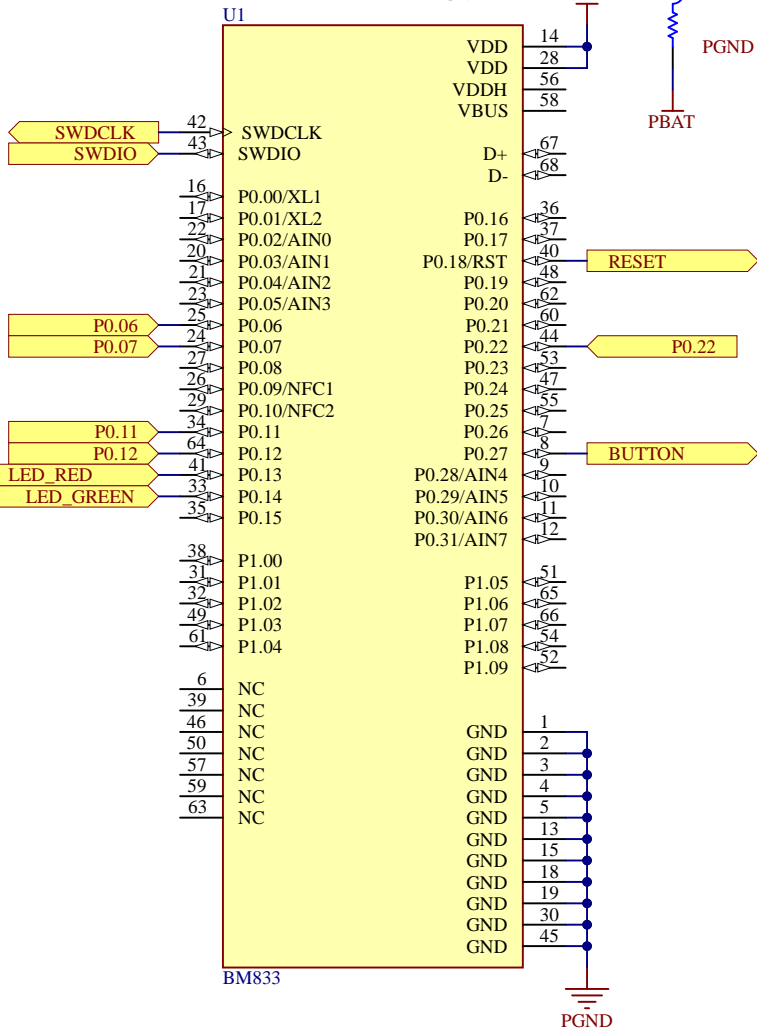 U1
14 VDD
28 VDD
56 VDDH
58 VBUS
PGND
PBAT
SWDCLK 42 SWDCLK
SWDIO 43 SWDIO
D+ 67
D- 68
16 P0.00/XL1
17 P0.01/XL2
22 P0.02/AIN0
20 P0.03/AIN1
21 P0.04/AIN2
23 P0.05/AIN3
P0.06 25 P0.06
P0.07 24 P0.07
27 P0.08
26 P0.09/NFC1
29 P0.10/NFC2
P0.11 34 P0.11
P0.12 64 P0.12
LED_RED 41 P0.13
LED_GREEN 33 P0.14
35 P0.15
P0.16 36
P0.17 37
P0.18/RST 40 RESET
P0.19 48
P0.20 62
P0.21 60
P0.22 44 P0.22
P0.23 53
P0.24 47
P0.25 55
P0.26 7
P0.27 8 BUTTON
P0.28/AIN4 9
P0.29/AIN5 10
P0.30/AIN6 11
P0.31/AIN7 12
38 P1.00
31 P1.01
32 P1.02
49 P1.03
61 P1.04
P1.05 51
P1.06 65
P1.07 66
P1.08 54
P1.09 52
6 NC
39 NC
46 NC
50 NC
57 NC
59 NC
63 NC
GND 1
GND 2
GND 3
GND 4
GND 5
GND 13
GND 15
GND 18
GND 19
GND 30
GND 45
BM833
PGND